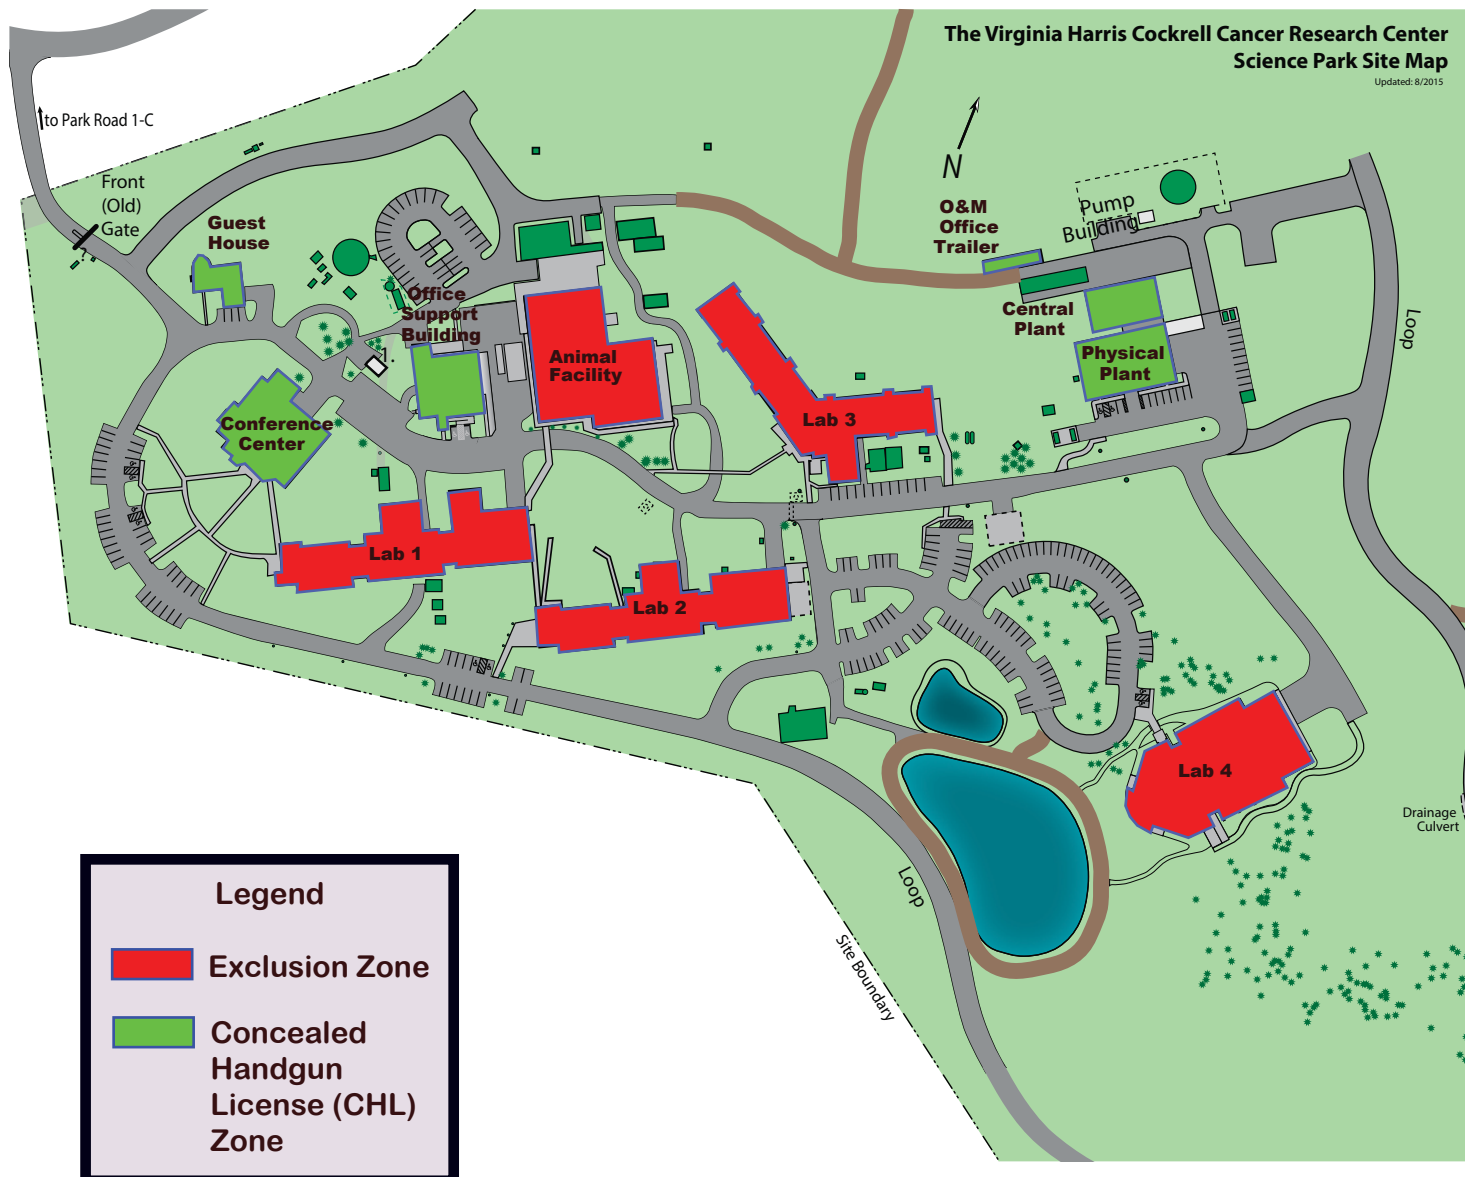 The Virginia Harris Cockrell Cancer Research Center
Science Park Site Map
Updated: 8/2015
to Park Road 1-C
Front
(Old)
Gate
N
Guest
House
O&M
Office
Trailer
Pump
Building
Office
Support
Building
1.
Central
Plant
Loop
Animal
Facility
Physical
Plant
Conference
Center
Lab 3
Lab 1
Lab 2
Lab 4
Drainage
Culvert
Loop
Site Boundary
Legend
Exclusion Zone
Concealed
Handgun
License (CHL)
Zone